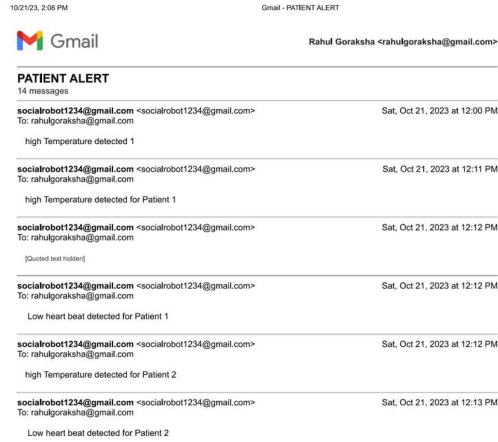 10/21/23, 2:08 PM Gmail - PATIENT ALERT
Gmail Rahul Goraksha <rahulgoraksha@gmail.com>
PATIENT ALERT
14 messages
socialrobot1234@gmail.com <socialrobot1234@gmail.com> Sat, Oct 21, 2023 at 12:00 PM
To: rahulgoraksha@gmail.com
high Temperature detected 1
socialrobot1234@gmail.com <socialrobot1234@gmail.com> Sat, Oct 21, 2023 at 12:11 PM
To: rahulgoraksha@gmail.com
high Temperature detected for Patient 1
socialrobot1234@gmail.com <socialrobot1234@gmail.com> Sat, Oct 21, 2023 at 12:12 PM
To: rahulgoraksha@gmail.com
[Quoted text hidden]
socialrobot1234@gmail.com <socialrobot1234@gmail.com> Sat, Oct 21, 2023 at 12:12 PM
To: rahulgoraksha@gmail.com
Low heart beat detected for Patient 1
socialrobot1234@gmail.com <socialrobot1234@gmail.com> Sat, Oct 21, 2023 at 12:12 PM
To: rahulgoraksha@gmail.com
high Temperature detected for Patient 2
socialrobot1234@gmail.com <socialrobot1234@gmail.com> Sat, Oct 21, 2023 at 12:13 PM
To: rahulgoraksha@gmail.com
Low heart beat detected for Patient 2